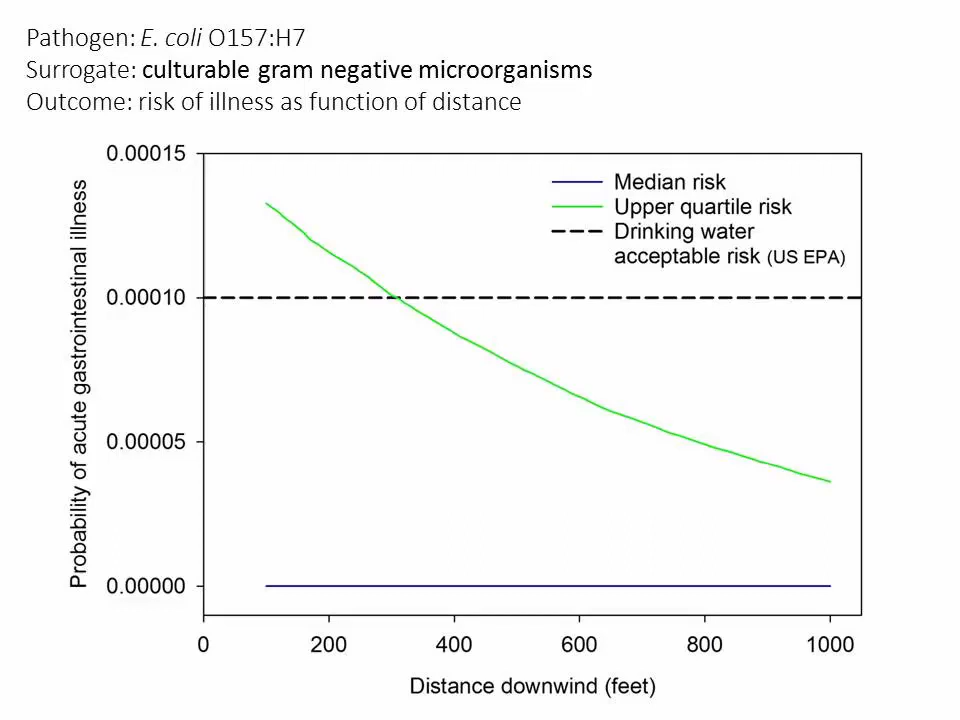 Pathogen: E. coli O157:H7
Surrogate: culturable gram negative microorganisms
Outcome: risk of illness as function of distance
0.00015
0.00010
0.00005
0.00000
Probability of acute gastrointestinal illness
Median risk
Upper quartile risk
Drinking water
acceptable risk (US EPA)
0 200 400 600 800 1000
Distance downwind (feet)